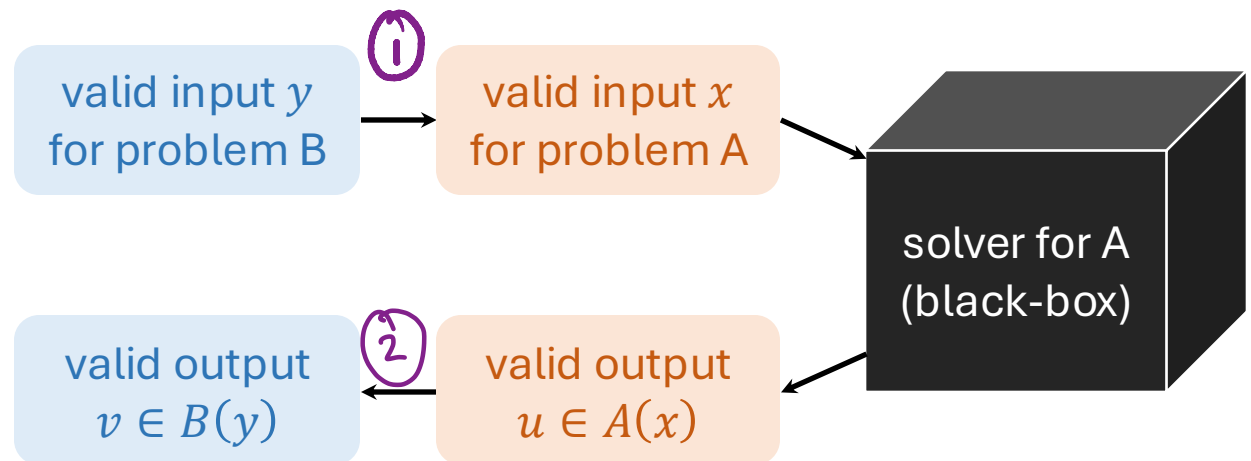 1
valid input y
for problem B
valid input x
for problem A
solver for A
(black-box)
2
valid output
v ∈ B(y)
valid output
u ∈ A(x)